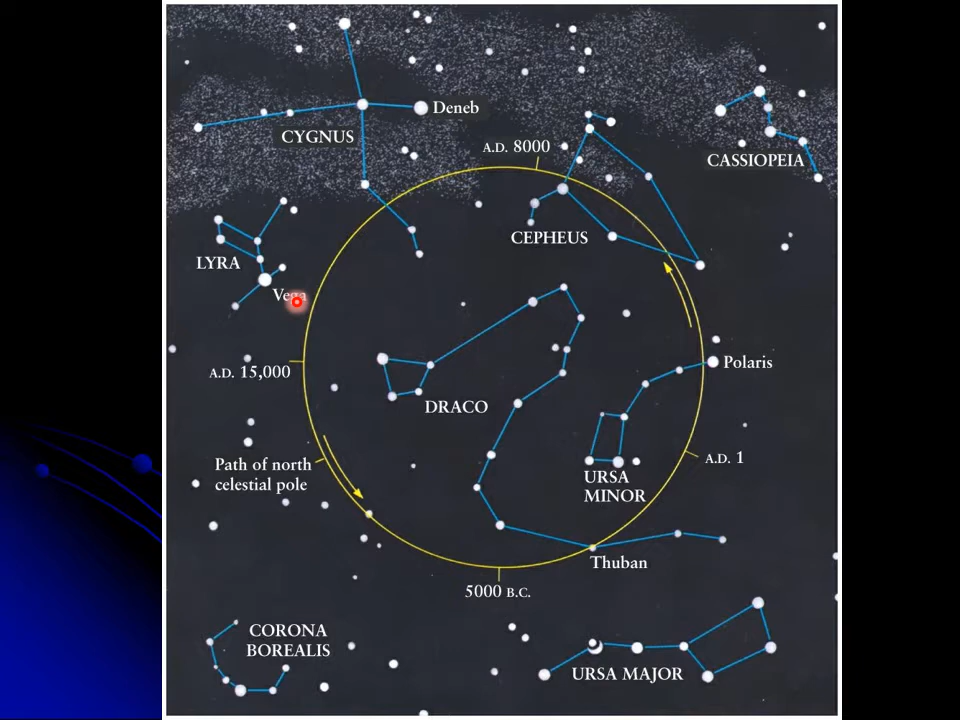 Deneb
CYGNUS
A.D. 8000
CASSIOPEIA
CEPHEUS
LYRA
Vega
A.D. 15,000
Polaris
DRACO
A.D. 1
Path of north
celestial pole
URSA
MINOR
Thuban
5000 B.C.
CORONA
BOREALIS
URSA MAJOR